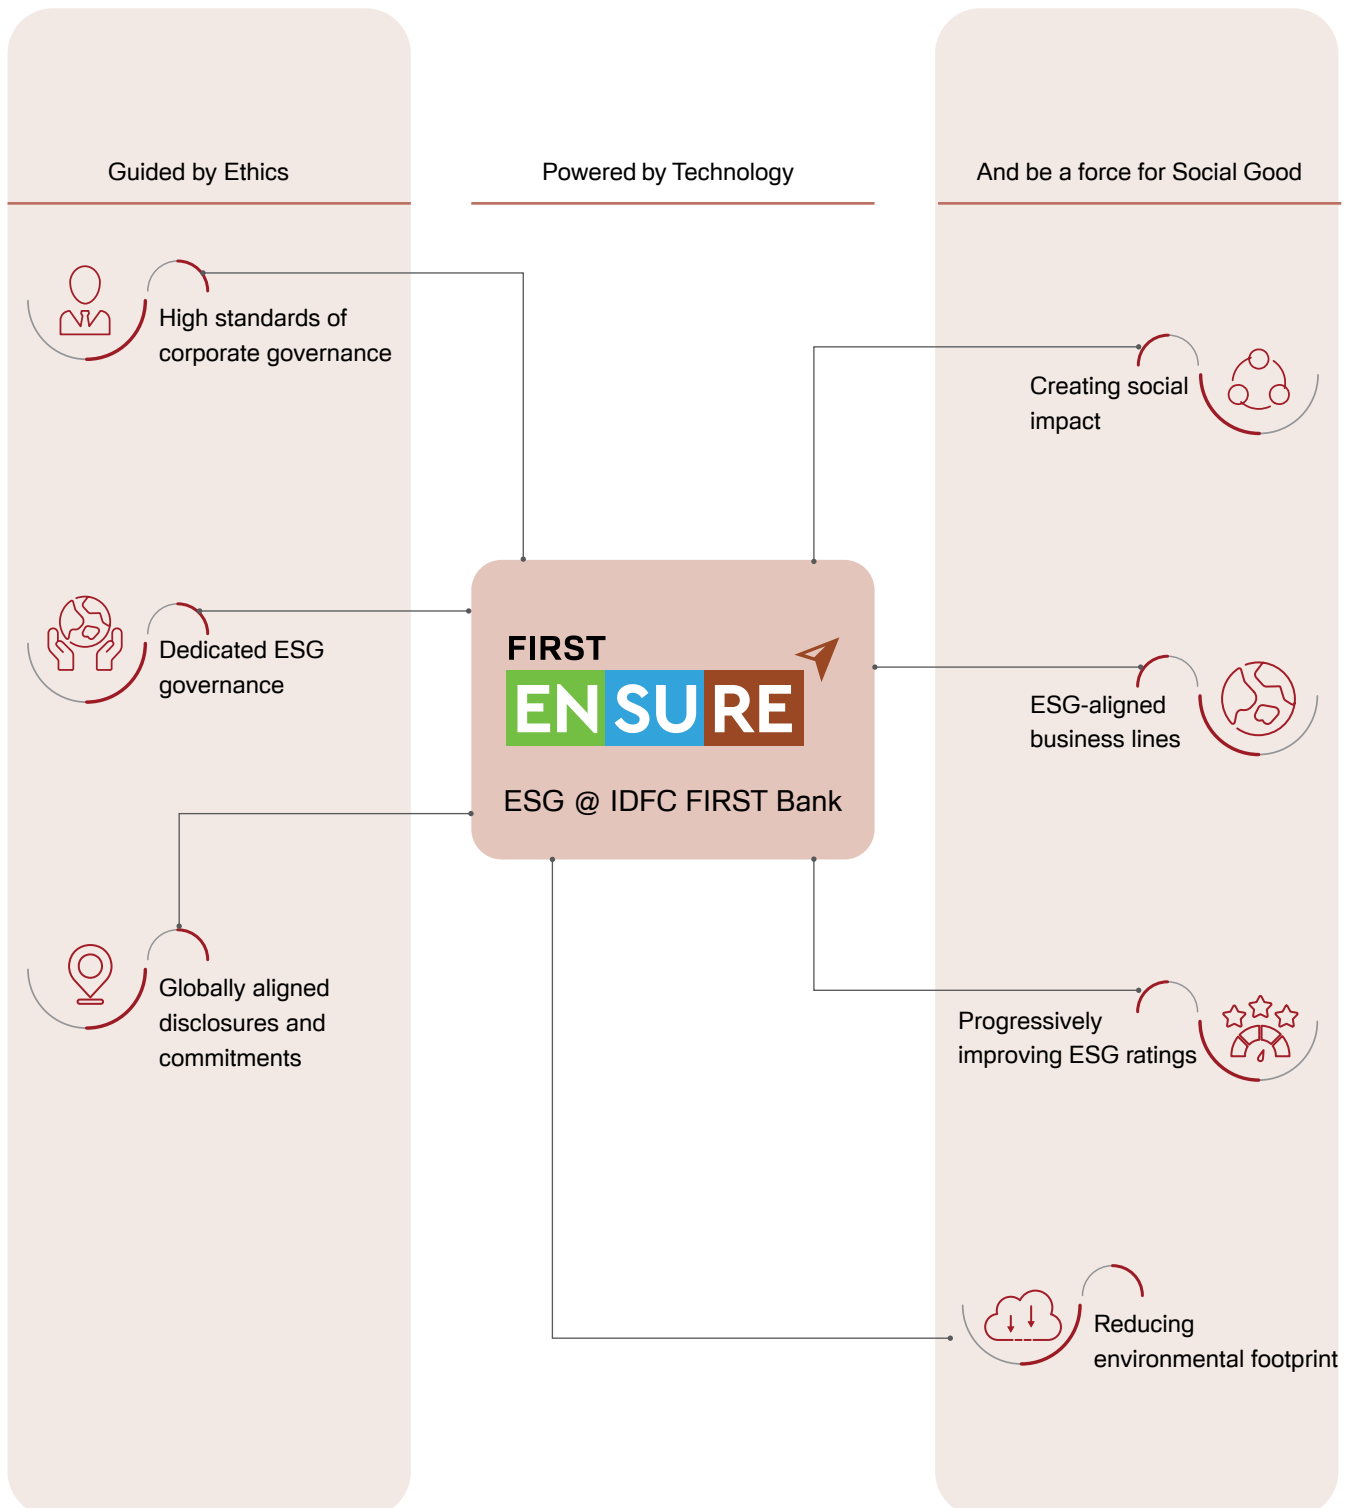 Guided by Ethics
Powered by Technology
And be a force for Social Good
High standards of
corporate governance
Dedicated ESG
governance
Globally aligned
disclosures and
commitments
FIRST
ENSURE
ESG @ IDFC FIRST Bank
Creating social
impact
ESG-aligned
business lines
Progressively
improving ESG ratings
Reducing
environmental footprint